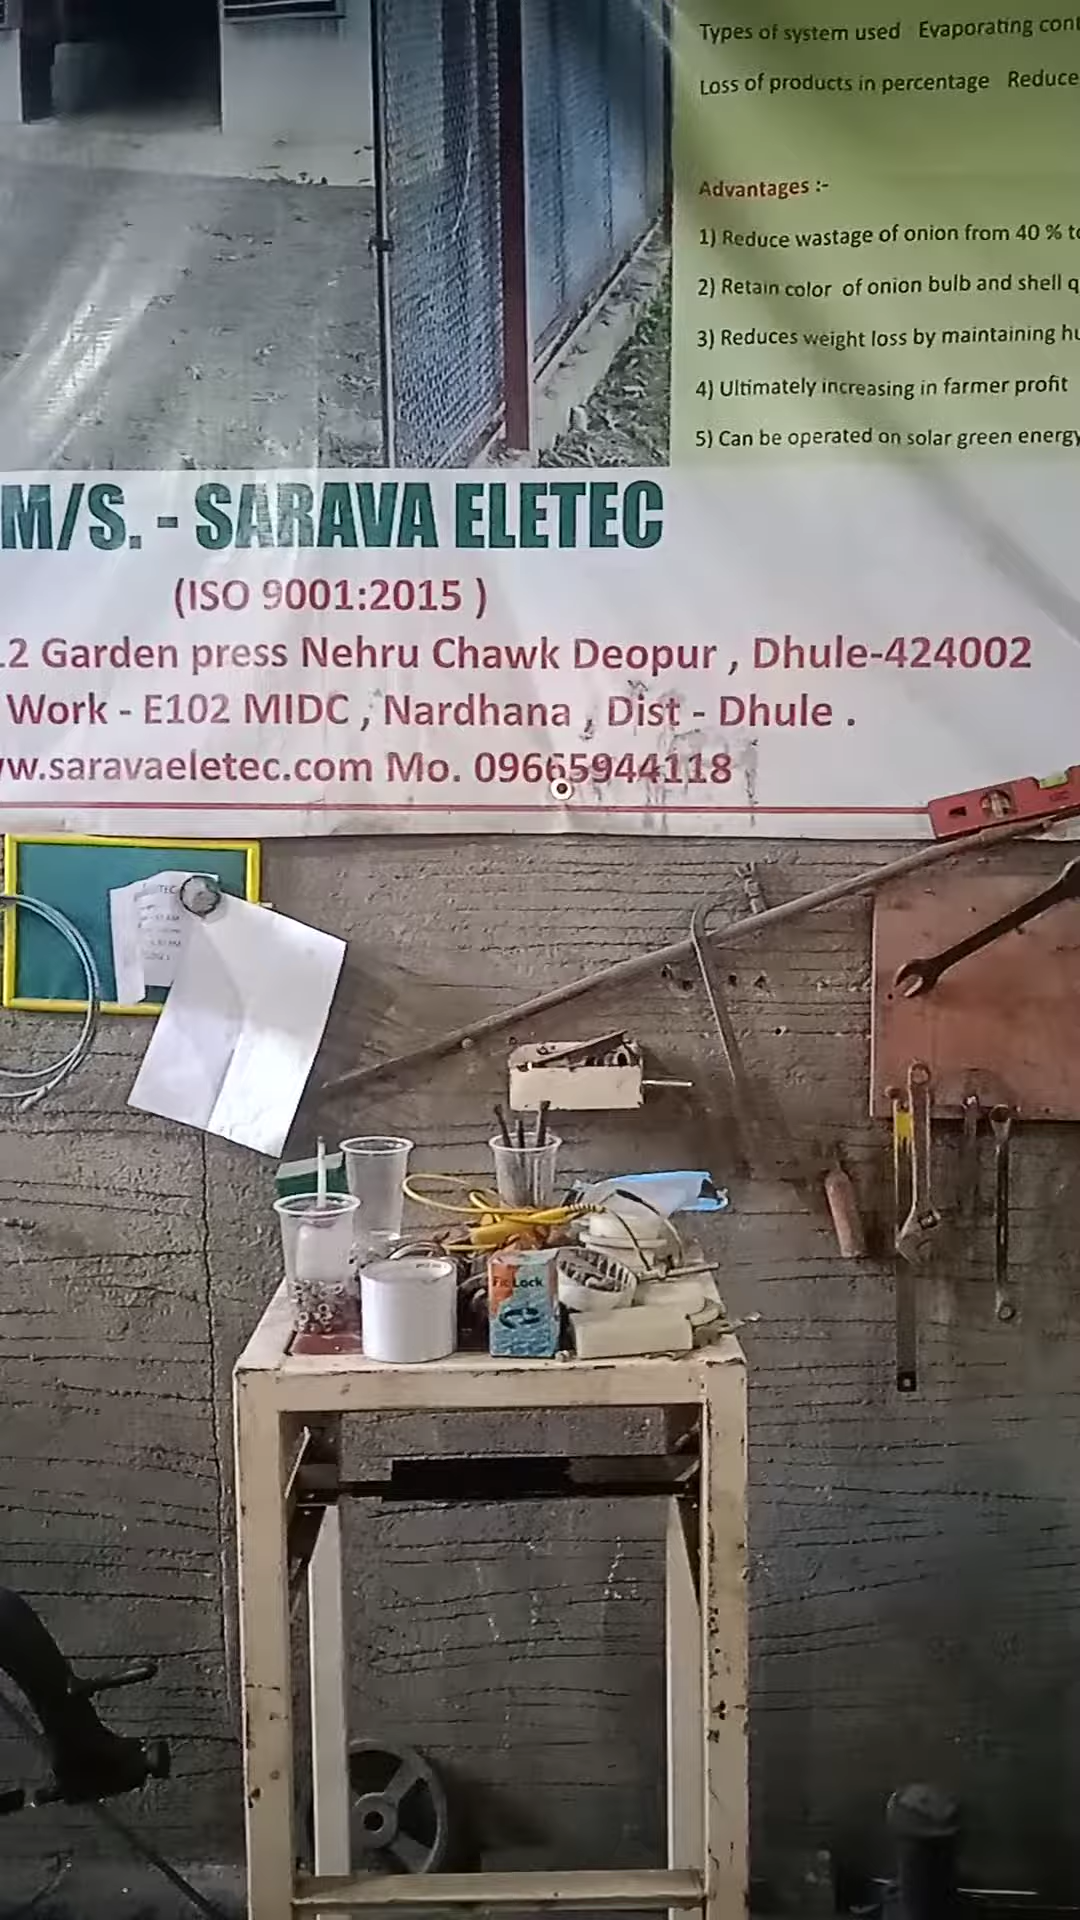 Types of system used Evaporating
Loss of products in percentage Reduce
Advantages :-
1) Reduce wastage of onion from 40 %
2) Retain color of onion bulb and shell
3) Reduces weight loss by maintaining
4) Ultimately increasing in farmer profit
5) Can be operated on solar green energy
M/S. - SARAVA ELETEC
(ISO 9001:2015 )
2 Garden press Nehru Chawk Deopur , Dhule-424002
Work - E102 MIDC , Nardhana , Dist - Dhule .
w.saravaeletec.com Mo. 09665944118
Lock